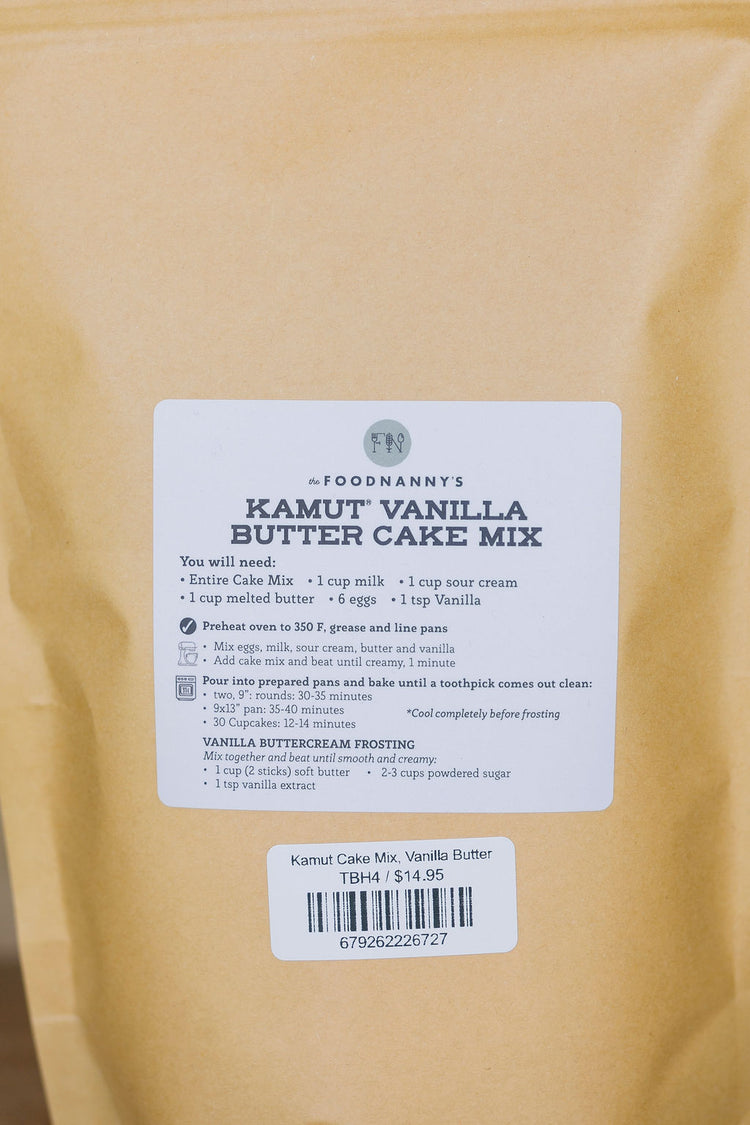 FN
the FOODNANNY'S
KAMUT® VANILLA
BUTTER CAKE MIX
You will need:
• Entire Cake Mix • 1 cup milk • 1 cup sour cream
• 1 cup melted butter • 6 eggs • 1 tsp Vanilla
Preheat oven to 350 F, grease and line pans
• Mix eggs, milk, sour cream, butter and vanilla
• Add cake mix and beat until creamy, 1 minute
Pour into prepared pans and bake until a toothpick comes out clean:
• two, 9": rounds: 30-35 minutes
• 9x13" pan: 35-40 minutes *Cool completely before frosting
• 30 Cupcakes: 12-14 minutes
VANILLA BUTTERCREAM FROSTING
Mix together and beat until smooth and creamy:
• 1 cup (2 sticks) soft butter • 2-3 cups powdered sugar
• 1 tsp vanilla extract
Kamut Cake Mix, Vanilla Butter
TBH4 / $14.95
679262226727